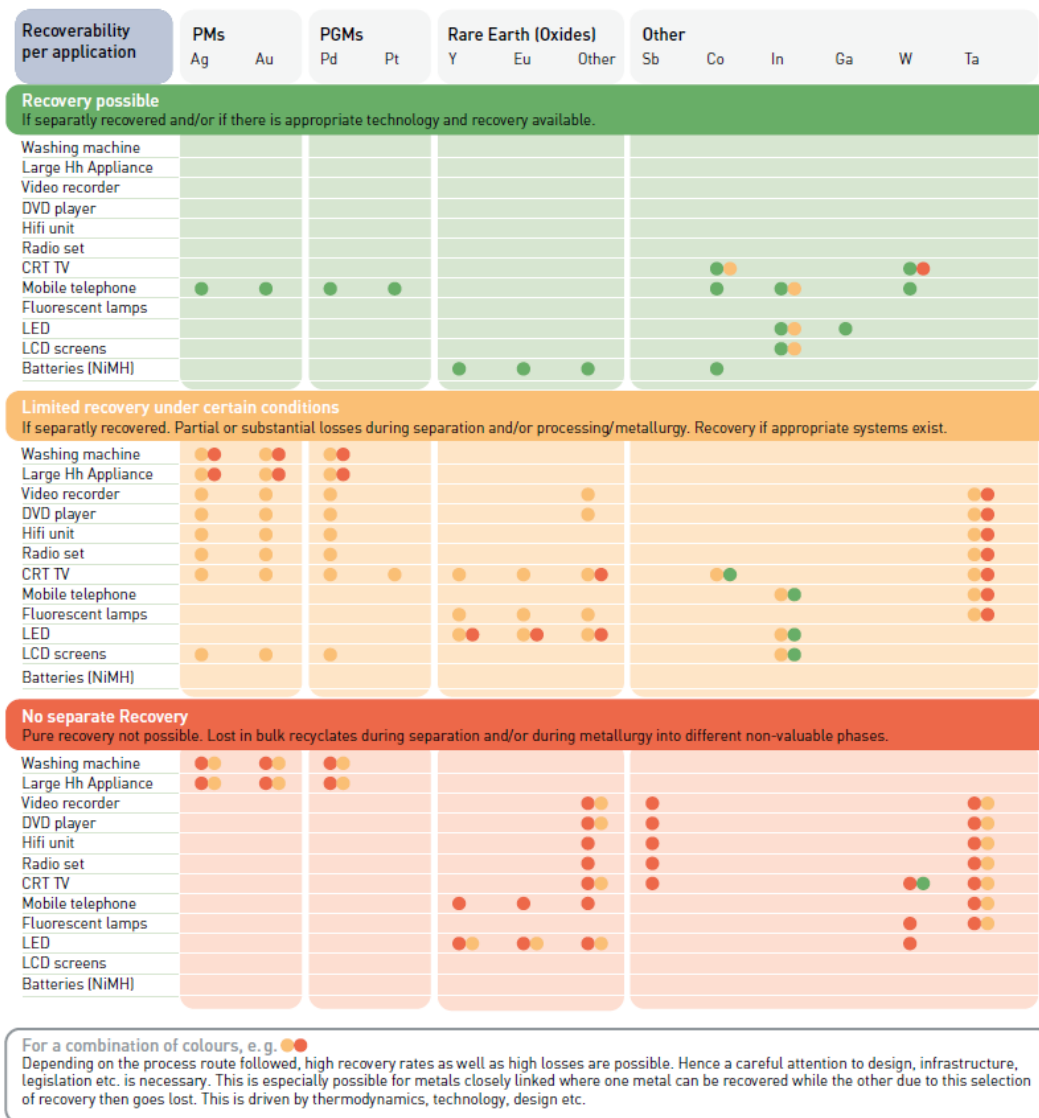 Recoverability
per application
PMs PGMs Rare Earth (Oxides) Other
Ag Au Pd Pt Y Eu Other Sb Co In Ga W Ta
Recovery possible
If separatly recovered and/or if there is appropriate technology and recovery available.
Washing machine
Large Hh Appliance
Video recorder
DVD player
Hifi unit
Radio set
CRT TV
Mobile telephone
Fluorescent lamps
LED
LCD screens
Batteries (NiMH)
Limited recovery under certain conditions
If separatly recovered. Partial or substantial losses during separation and/or processing/metallurgy. Recovery if appropriate systems exist.
Washing machine
Large Hh Appliance
Video recorder
DVD player
Hifi unit
Radio set
CRT TV
Mobile telephone
Fluorescent lamps
LED
LCD screens
Batteries (NiMH)
No separate Recovery
Pure recovery not possible. Lost in bulk recyclates during separation and/or during metallurgy into different non-valuable phases.
Washing machine
Large Hh Appliance
Video recorder
DVD player
Hifi unit
Radio set
CRT TV
Mobile telephone
Fluorescent lamps
LED
LCD screens
Batteries (NiMH)
For a combination of colours, e.g.
Depending on the process route followed, high recovery rates as well as high losses are possible. Hence a careful attention to design, infrastructure,
legislation etc. is necessary. This is especially possible for metals closely linked where one metal can be recovered while the other due to this selection
of recovery then goes lost. This is driven by thermodynamics, technology, design etc.